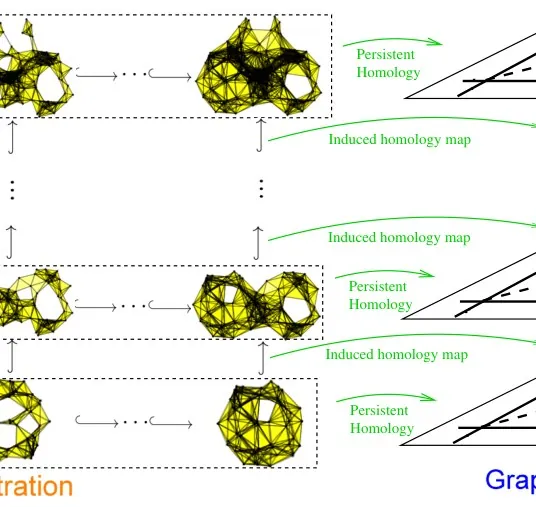 Persistent
Homology
Induced homology map
Induced homology map
Persistent
Homology
Induced homology map
Persistent
Homology
tration
Grap